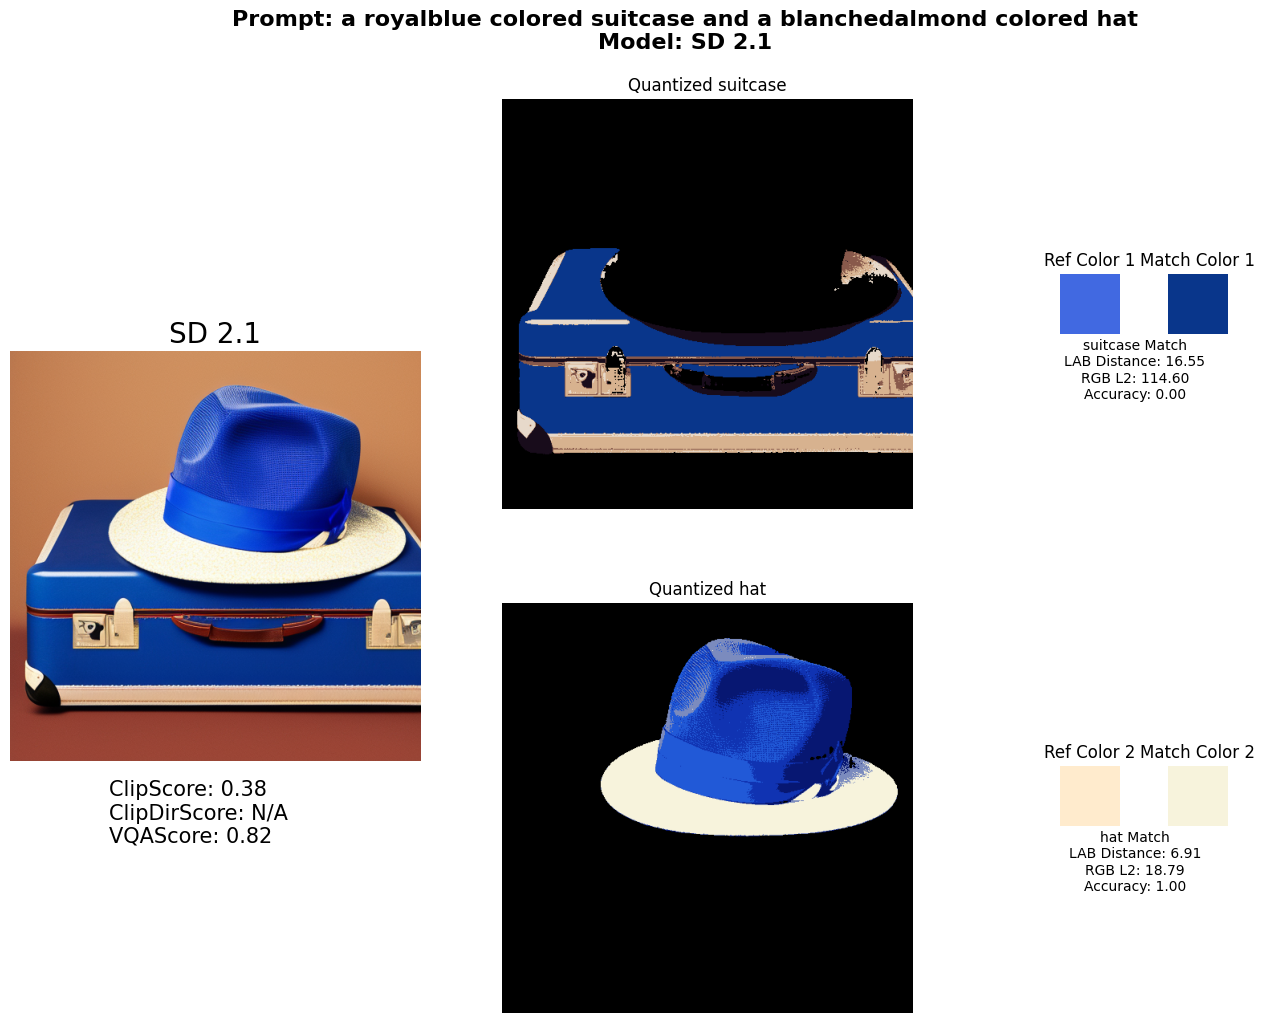 Prompt: a royalblue colored suitcase and a blanchedalmond colored hat
Model: SD 2.1
SD 2.1
ClipScore: 0.38
ClipDirScore: N/A
VQAScore: 0.82
Quantized suitcase
Ref Color 1 Match Color 1
suitcase Match
LAB Distance: 16.55
RGB L2: 114.60
Accuracy: 0.00
Quantized hat
Ref Color 2 Match Color 2
hat Match
LAB Distance: 6.91
RGB L2: 18.79
Accuracy: 1.00